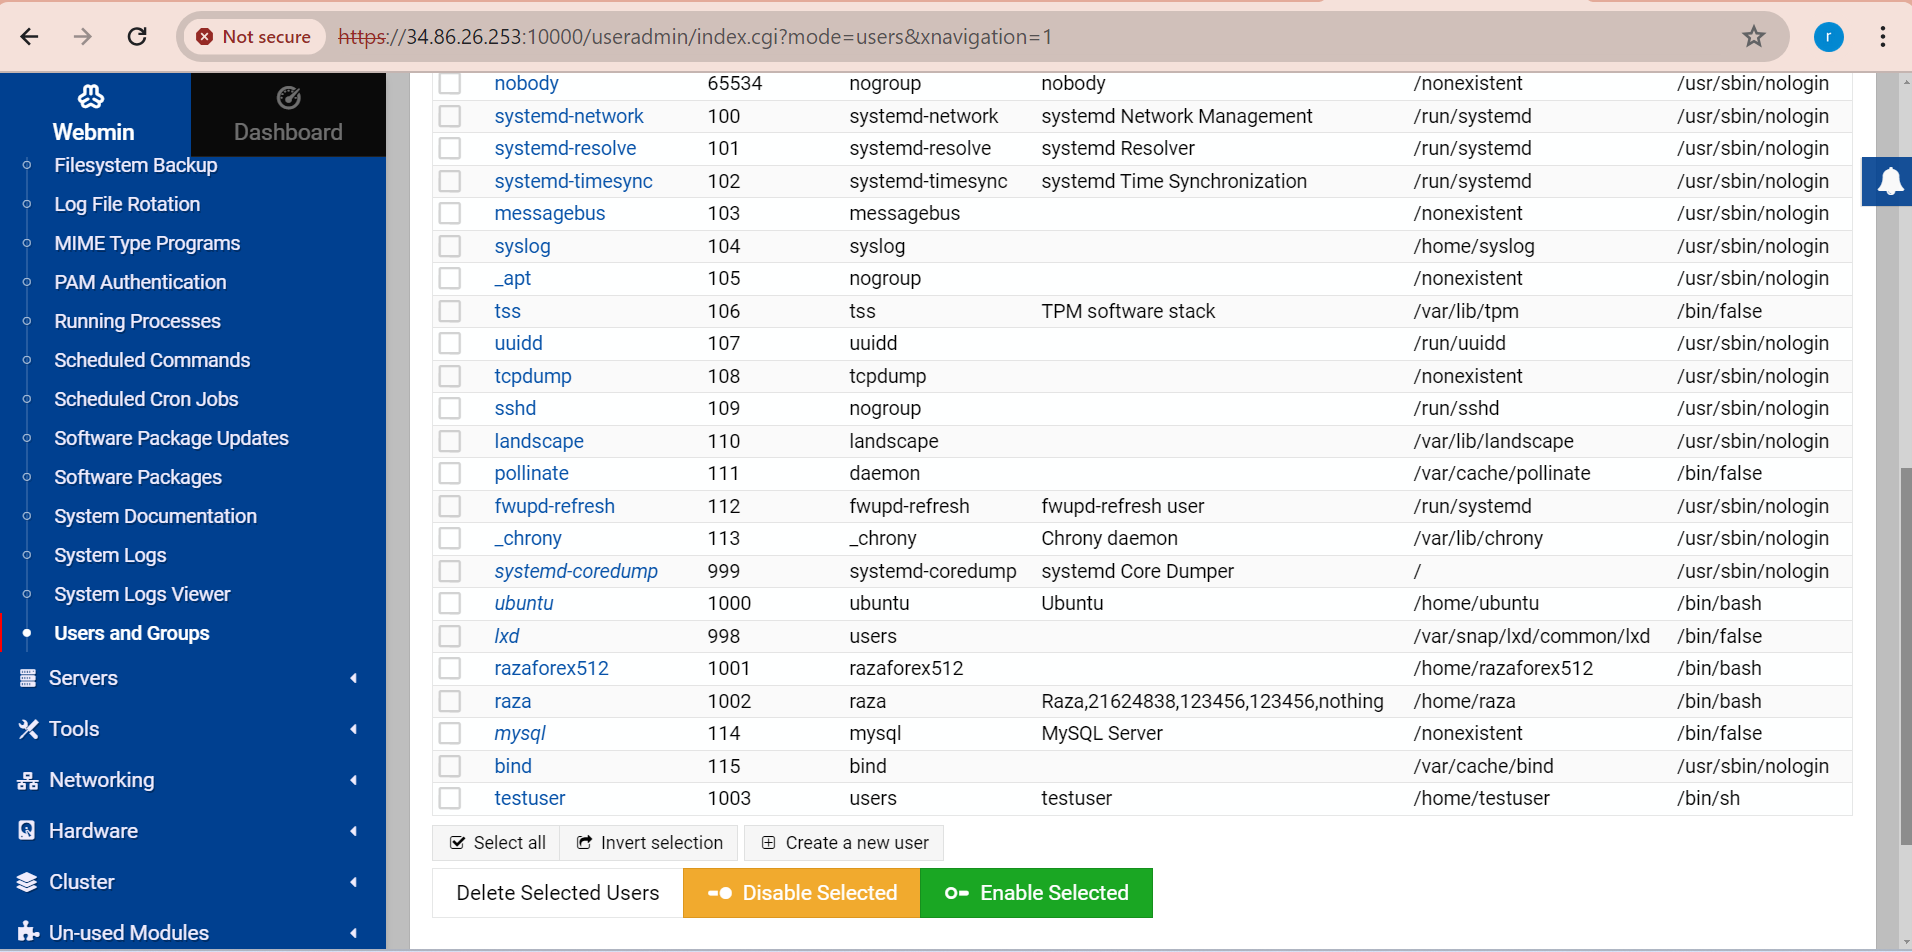 Not secure https://34.86.26.253:10000/useradmin/index.cgi?mode=users&xnavigation=1 r
Webmin
Dashboard
Filesystem Backup
Log File Rotation
MIME Type Programs
PAM Authentication
Running Processes
Scheduled Commands
Scheduled Cron Jobs
Software Package Updates
Software Packages
System Documentation
System Logs
System Logs Viewer
Users and Groups
Servers
Tools
Networking
Hardware
Cluster
Un-used Modules
nobody 65534 nogroup nobody /nonexistent /usr/sbin/nologin
systemd-network 100 systemd-network systemd Network Management /run/systemd /usr/sbin/nologin
systemd-resolve 101 systemd-resolve systemd Resolver /run/systemd /usr/sbin/nologin
systemd-timesync 102 systemd-timesync systemd Time Synchronization /run/systemd /usr/sbin/nologin
messagebus 103 messagebus /nonexistent /usr/sbin/nologin
syslog 104 syslog /home/syslog /usr/sbin/nologin
_apt 105 nogroup /nonexistent /usr/sbin/nologin
tss 106 tss TPM software stack /var/lib/tpm /bin/false
uuidd 107 uuidd /run/uuidd /usr/sbin/nologin
tcpdump 108 tcpdump /nonexistent /usr/sbin/nologin
sshd 109 nogroup /run/sshd /usr/sbin/nologin
landscape 110 landscape /var/lib/landscape /usr/sbin/nologin
pollinate 111 daemon /var/cache/pollinate /bin/false
fwupd-refresh 112 fwupd-refresh fwupd-refresh user /run/systemd /usr/sbin/nologin
_chrony 113 _chrony Chrony daemon /var/lib/chrony /usr/sbin/nologin
systemd-coredump 999 systemd-coredump systemd Core Dumper / /usr/sbin/nologin
ubuntu 1000 ubuntu Ubuntu /home/ubuntu /bin/bash
lxd 998 users /var/snap/lxd/common/lxd /bin/false
razaforex512 1001 razaforex512 /home/razaforex512 /bin/bash
raza 1002 raza Raza,21624838,123456,123456,nothing /home/raza /bin/bash
mysql 114 mysql MySQL Server /nonexistent /bin/false
bind 115 bind /var/cache/bind /usr/sbin/nologin
testuser 1003 users testuser /home/testuser /bin/sh
Select all Invert selection Create a new user
Delete Selected Users Disable Selected Enable Selected